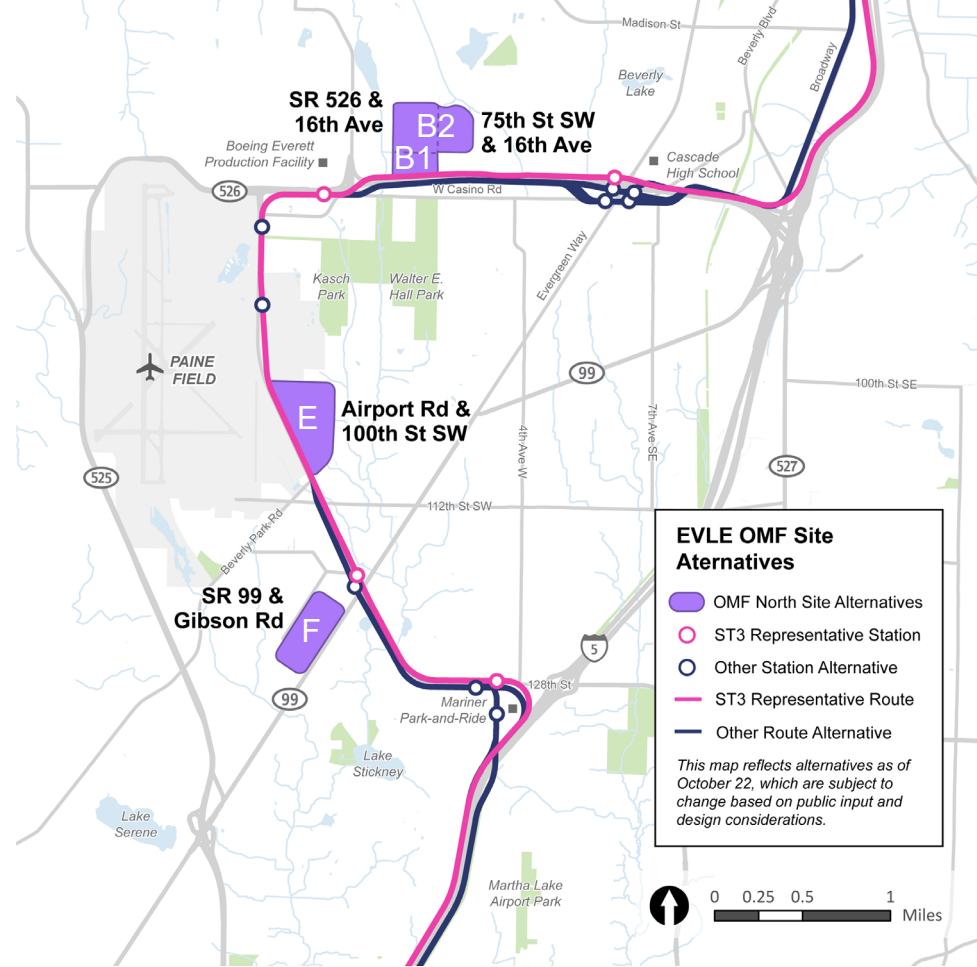 Madison St
Beverly Blvd
Broadway
Beverly
Lake
SR 526 &
16th Ave
B2
B1
75th St SW
& 16th Ave
Boeing Everett
Production Facility
Cascade
High School
526
W Casino Rd
Evergreen Way
Kasch
Park
Walter E.
Hall Park
PAINE
FIELD
99
100th St SE
E
Airport Rd &
100th St SW
4th Ave W
7th Ave SE
525
527
112th St SW
Beverly Park Rd
SR 99 &
Gibson Rd
F
99
5
128th St
Mariner
Park-and-Ride
Lake
Stickney
Lake
Serene
Martha Lake
Airport Park
EVLE OMF Site
Aternatives
OMF North Site Alternatives
ST3 Representative Station
Other Station Alternative
ST3 Representative Route
Other Route Alternative
This map reflects alternatives as of
October 22, which are subject to
change based on public input and
design considerations.
0 0.25 0.5 1
Miles